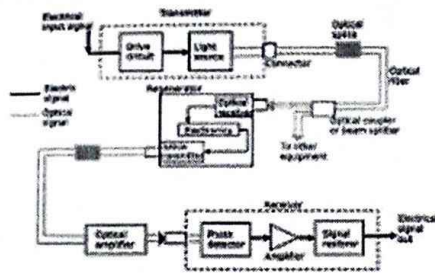 Transmitter
Electrical
input signal
Drive
circuit
Light
source
Connector
Optical
splice
Optical
fiber
Electric
signal
Optical
signal
Regenerator
Optical
receiver
Electronics
Optical
transmitter
Optical coupler
or beam splitter
To other
equipment
Receiver
Optical
amplifier
Amplifier
Signal
restorer
Electrical
signal
out